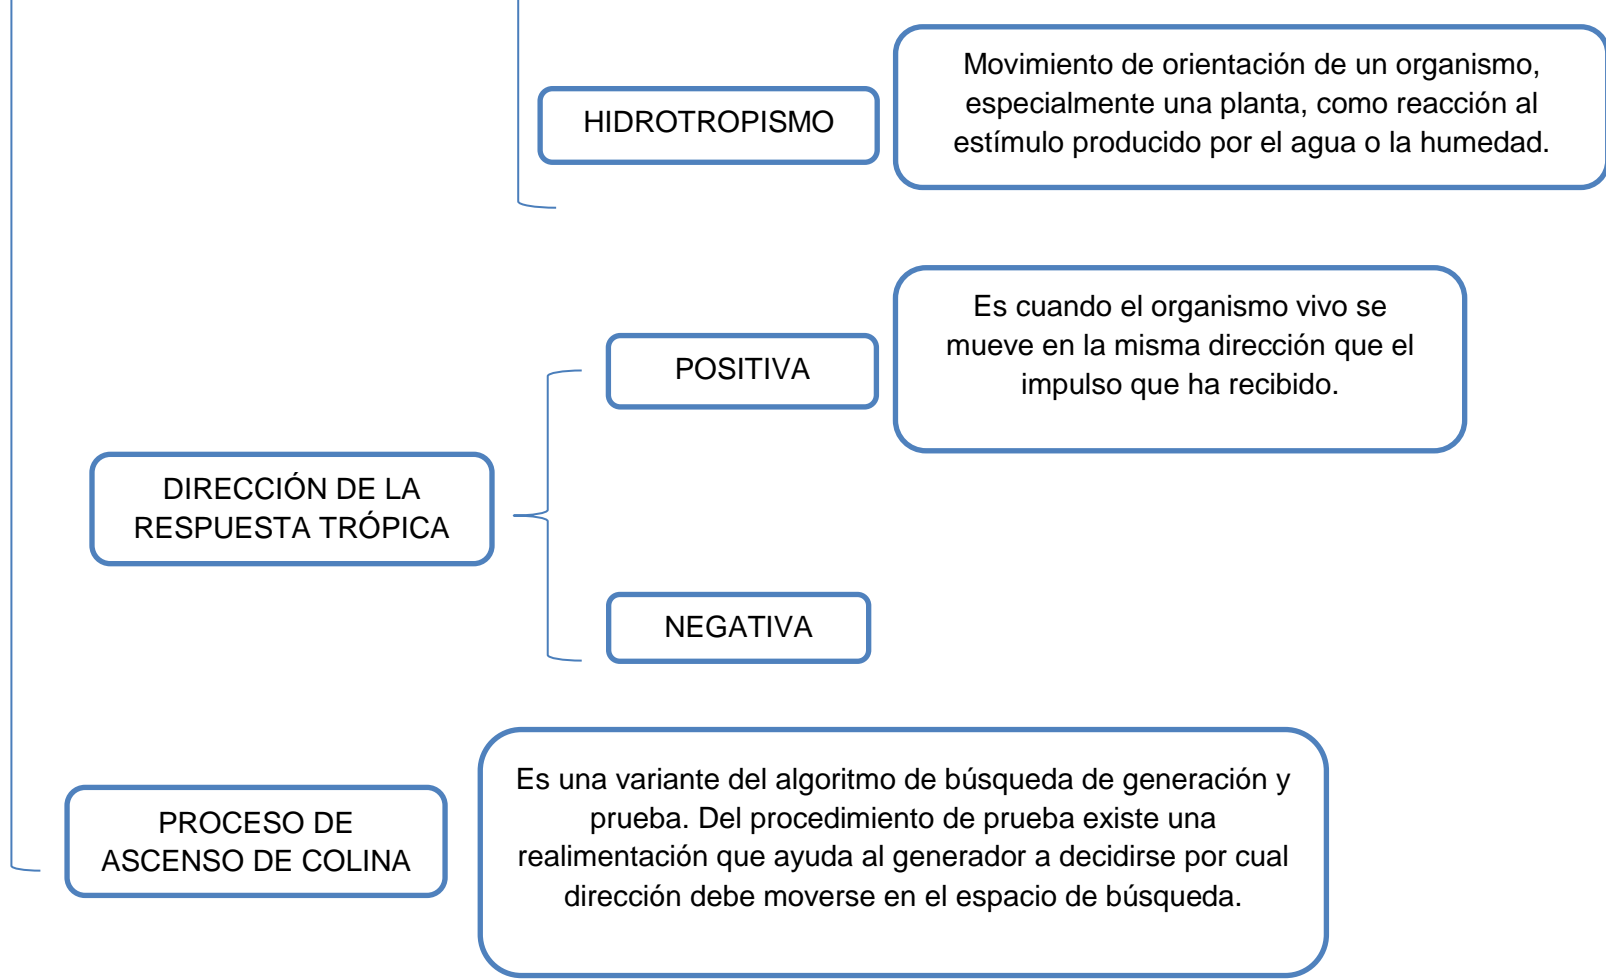 HIDROTROPISMO
Movimiento de orientación de un organismo,
especialmente una planta, como reacción al
estímulo producido por el agua o la humedad.
POSITIVA
Es cuando el organismo vivo se
mueve en la misma dirección que el
impulso que ha recibido.
DIRECCIÓN DE LA
RESPUESTA TRÓPICA
NEGATIVA
PROCESO DE
ASCENSO DE COLINA
Es una variante del algoritmo de búsqueda de generación y
prueba. Del procedimiento de prueba existe una
realimentación que ayuda al generador a decidirse por cual
dirección debe moverse en el espacio de búsqueda.